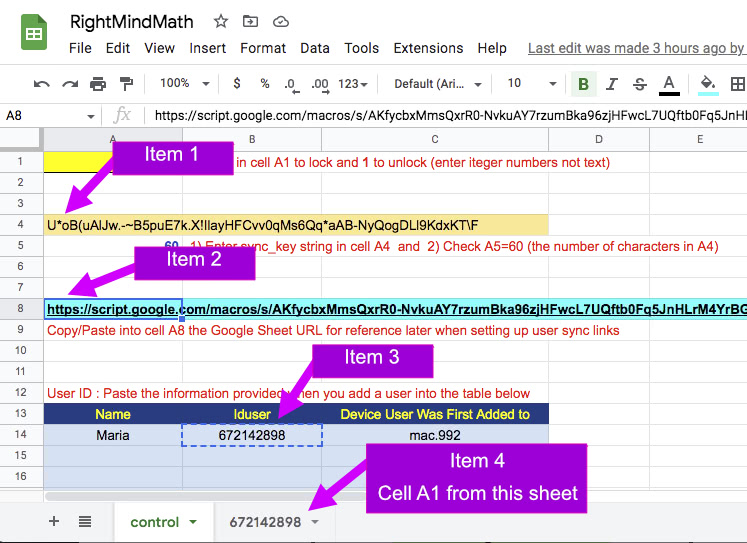 RightMindMath
File Edit View Insert Format Data Tools Extensions Help Last edit was made 3 hours ago by
100% $ % .0 .00 123 Default (Ari... 10 B I S A
A8 fx https://script.google.com/macros/s/AKfycbxMmsQxrR0-NvkuAY7rzumBka96zjHFwcL7UQftb0Fq5JnH
A B C D E
1 in cell A1 to lock and 1 to unlock (enter iteger numbers not text)
Item 1
2
3
4 U*oB(uAlJw.-~B5puE7k.X!IlayHFCvv0qMs6Qq*aAB-NyQogDLl9KdxKT\F
5 60 1) Enter sync_key string in cell A4 and 2) Check A5=60 (the number of characters in A4)
Item 2
6
7
8 https://script.google.com/macros/s/AKfycbxMmsQxrR0-NvkuAY7rzumBka96zjHFwcL7UQftb0Fq5JnHLrM4YrBG
9 Copy/Paste into cell A8 the Google Sheet URL for reference later when setting up user sync links
10
Item 3
11
12 User ID : Paste the information provided when you add a user into the table below
13 Name Iduser Device User Was First Added to
14 Maria 672142898 mac.992
15
Item 4
16
Cell A1 from this sheet
control 672142898